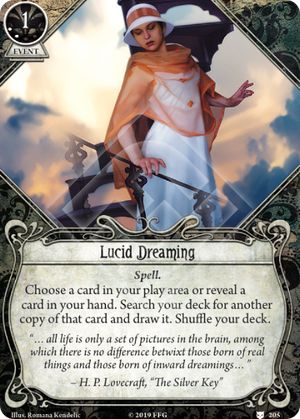 1
EVENT
Lucid Dreaming
Spell.
Choose a card in your play area or reveal a
card in your hand. Search your deck for another
copy of that card and draw it. Shuffle your deck.
“… all life is only a set of pictures in the brain, among
which there is no difference betwixt those born of real
things and those born of inward dreamings…”
– H. P. Lovecraft, “The Silver Key”
Illus. Romana Kendelic
© 2019 FFG
205